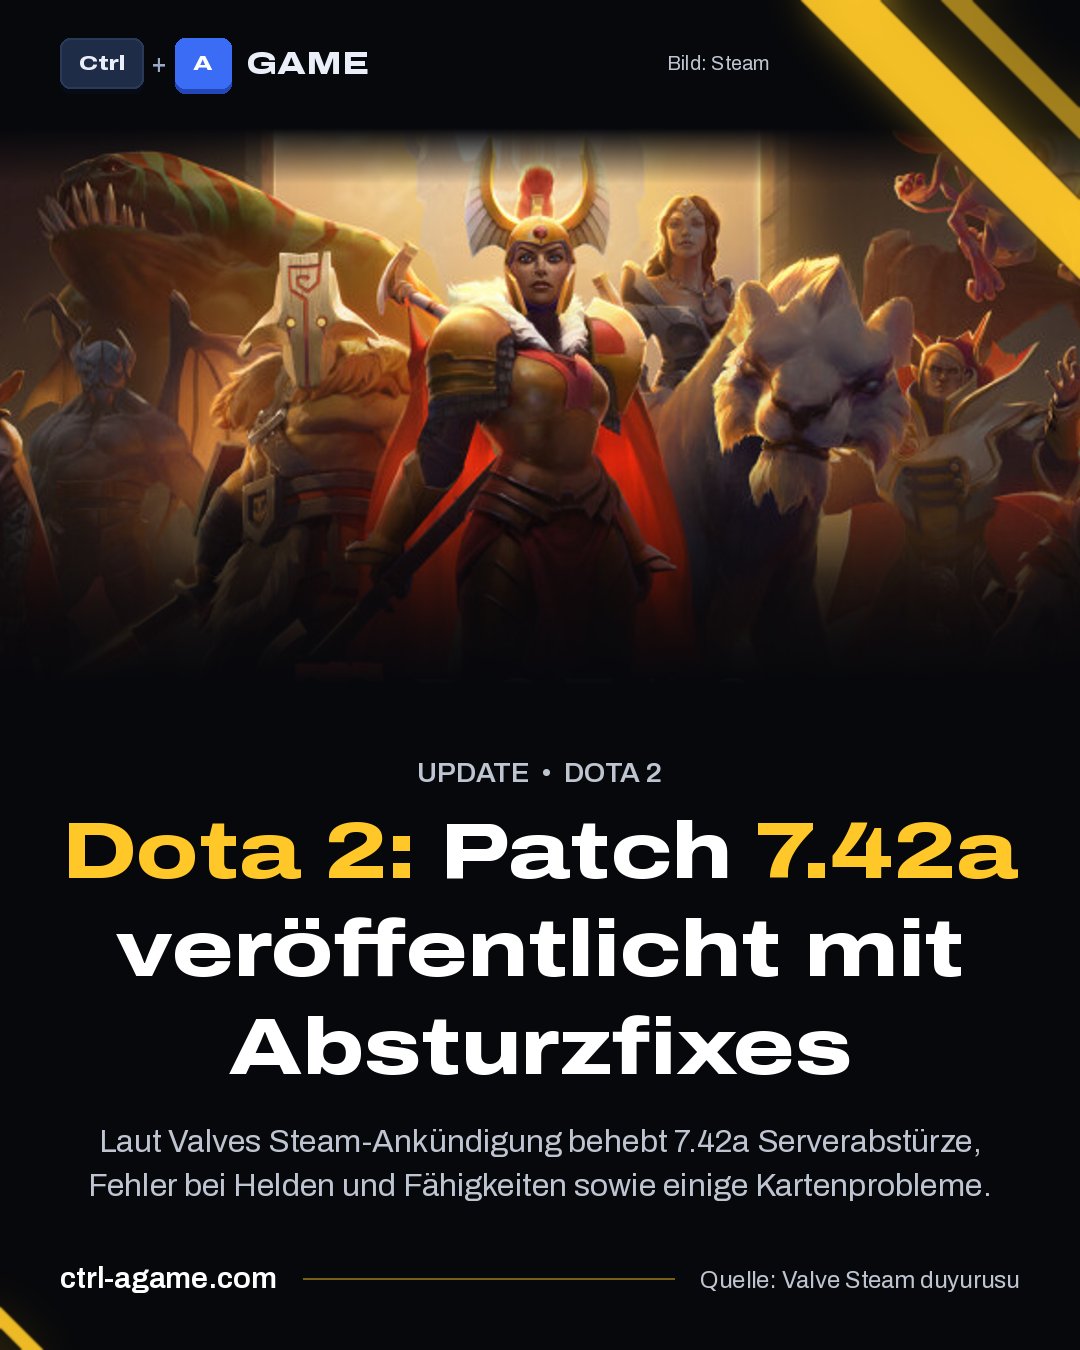 Ctrl + A GAME
Bild: Steam
UPDATE • DOTA 2
Dota 2: Patch 7.42a
veröffentlicht mit
Absturzfixes
Laut Valves Steam-Ankündigung behebt 7.42a Serverabstürze,
Fehler bei Helden und Fähigkeiten sowie einige Kartenprobleme.
ctrl-agame.com
Quelle: Valve Steam duyurusu